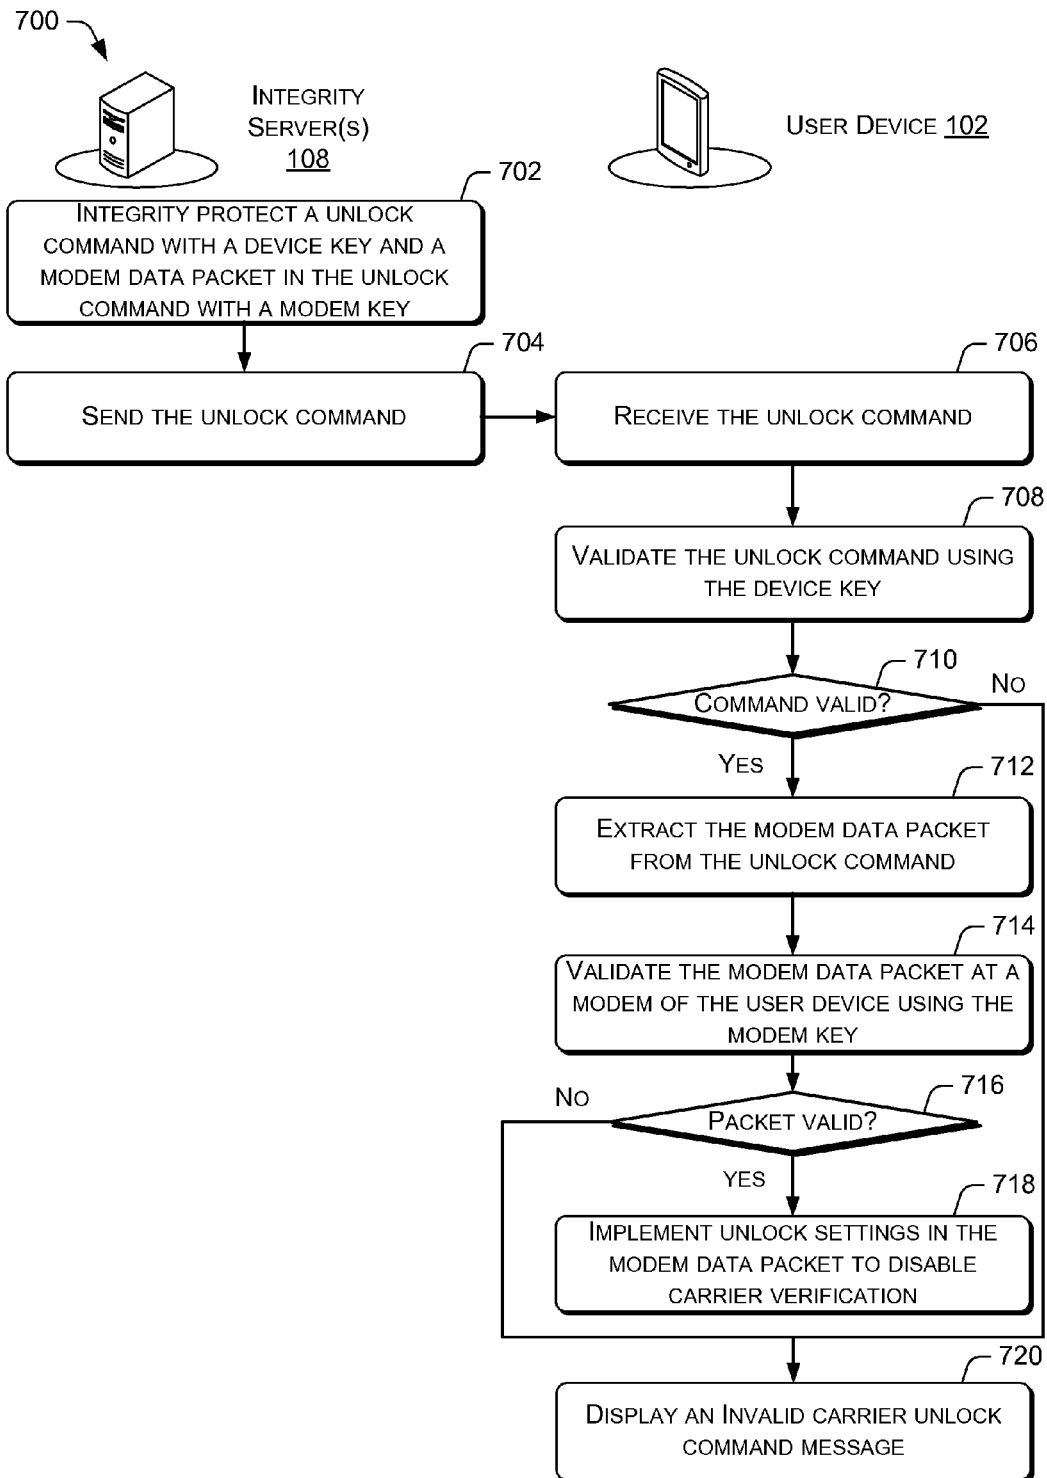 700
INTEGRITY
SERVER(S)
108
USER DEVICE 102
702
INTEGRITY PROTECT A UNLOCK
COMMAND WITH A DEVICE KEY AND A
MODEM DATA PACKET IN THE UNLOCK
COMMAND WITH A MODEM KEY
704
SEND THE UNLOCK COMMAND
706
RECEIVE THE UNLOCK COMMAND
708
VALIDATE THE UNLOCK COMMAND USING
THE DEVICE KEY
710
COMMAND VALID?
NO
YES
712
EXTRACT THE MODEM DATA PACKET
FROM THE UNLOCK COMMAND
714
VALIDATE THE MODEM DATA PACKET AT A
MODEM OF THE USER DEVICE USING THE
MODEM KEY
716
NO
PACKET VALID?
YES
718
IMPLEMENT UNLOCK SETTINGS IN THE
MODEM DATA PACKET TO DISABLE
CARRIER VERIFICATION
720
DISPLAY AN INVALID CARRIER UNLOCK
COMMAND MESSAGE